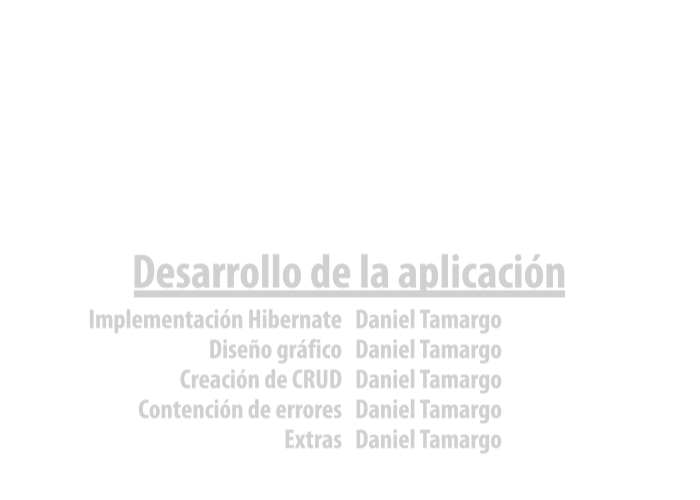 Desarrollo de la aplicación
Implementación Hibernate Daniel Tamargo
Diseño gráfico Daniel Tamargo
Creación de CRUD Daniel Tamargo
Contención de errores Daniel Tamargo
Extras Daniel Tamargo